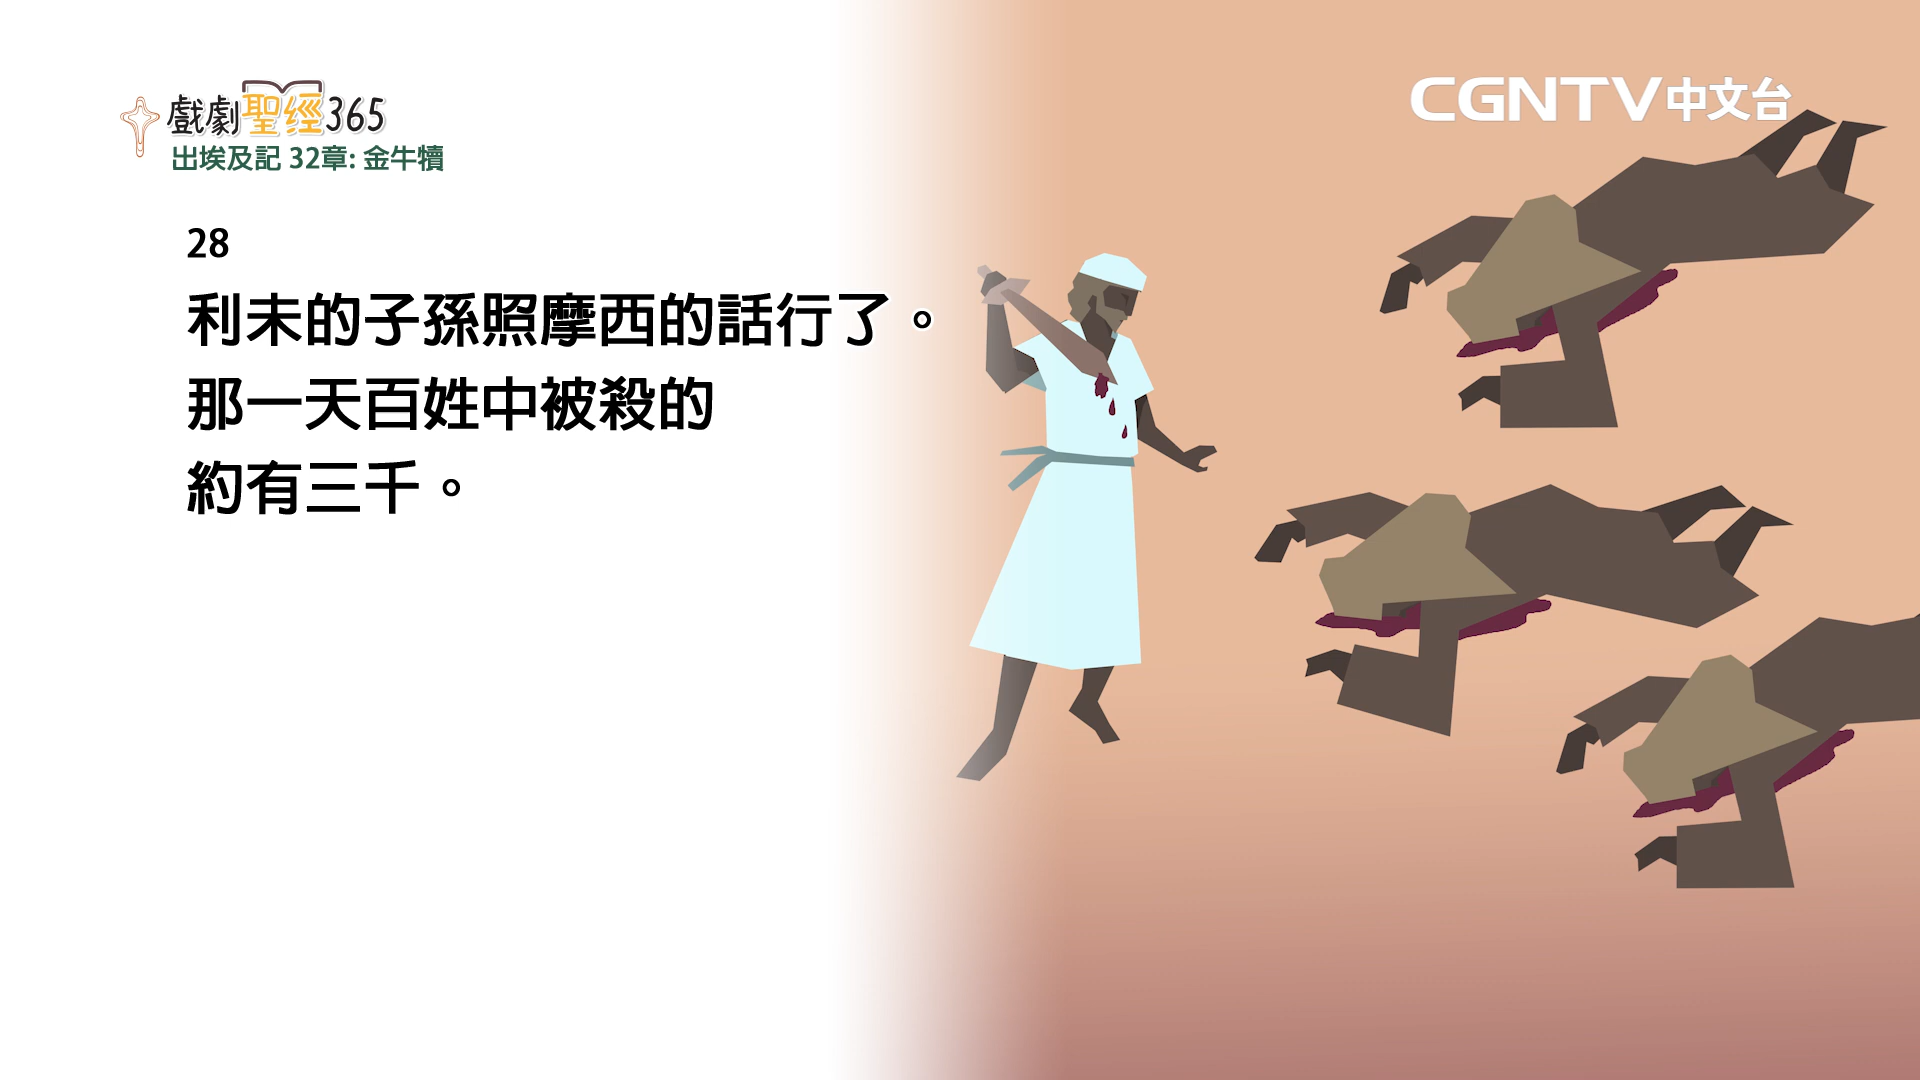 戲劇聖經365
出埃及記 32章: 金牛犢
CGNTV中文台
28
利未的子孫照摩西的話行了。
那一天百姓中被殺的
約有三千。